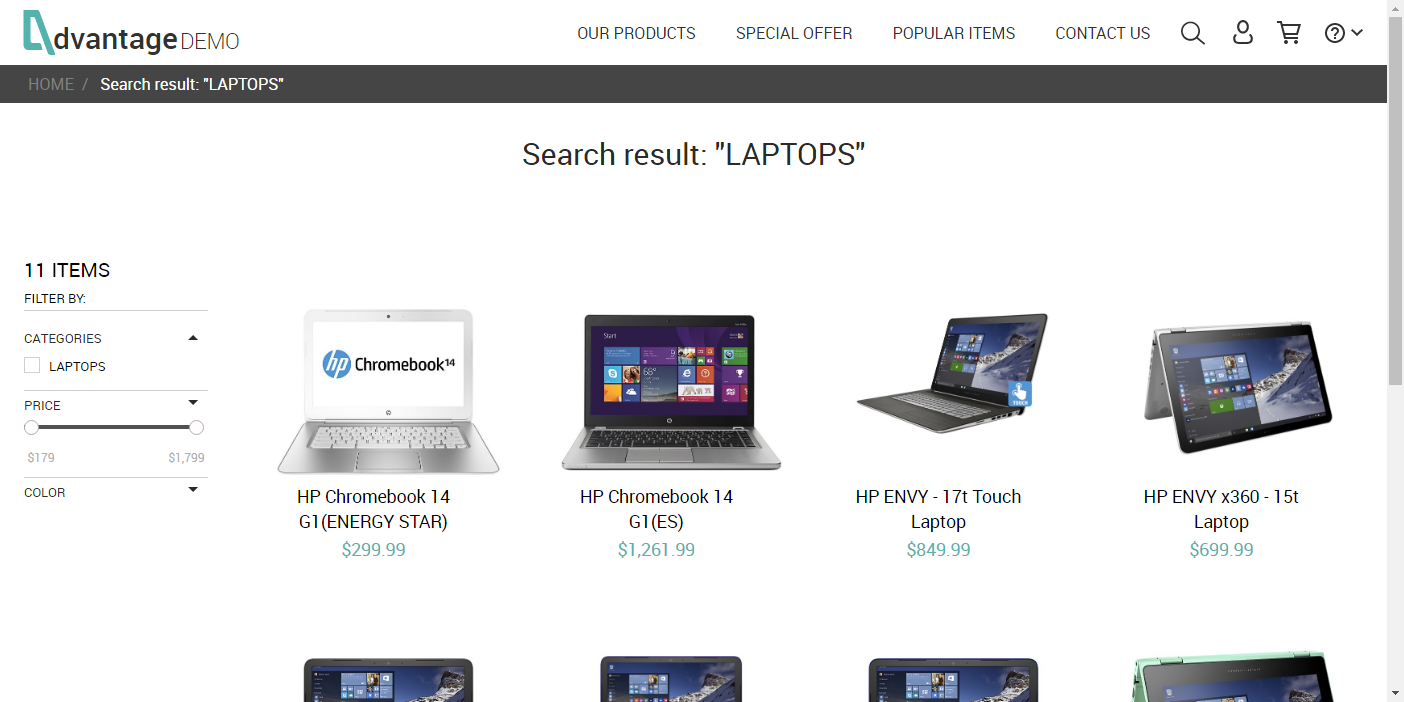 dvantage DEMO
OUR PRODUCTS
SPECIAL OFFER
POPULAR ITEMS
CONTACT US
HOME / Search result: "LAPTOPS"
Search result: "LAPTOPS"
11 ITEMS
FILTER BY:
CATEGORIES
LAPTOPS
PRICE
$179 $1,799
COLOR
hp Chromebook 14
Start
TOUCH
HP Chromebook 14
G1(ENERGY STAR)
$299.99
HP Chromebook 14
G1(ES)
$1,261.99
HP ENVY - 17t Touch
Laptop
$849.99
HP ENVY x360 - 15t
Laptop
$699.99